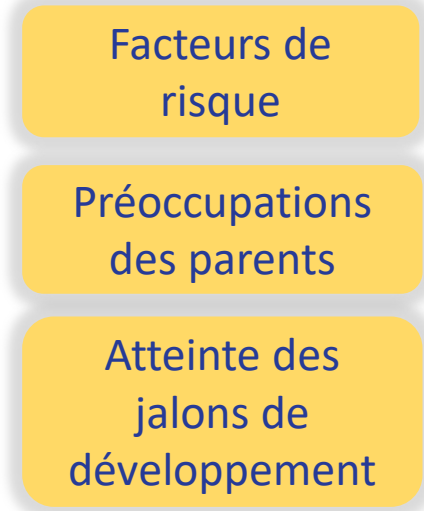 Facteurs de
risque
Préoccupations
des parents
Atteinte des
jalons de
développement